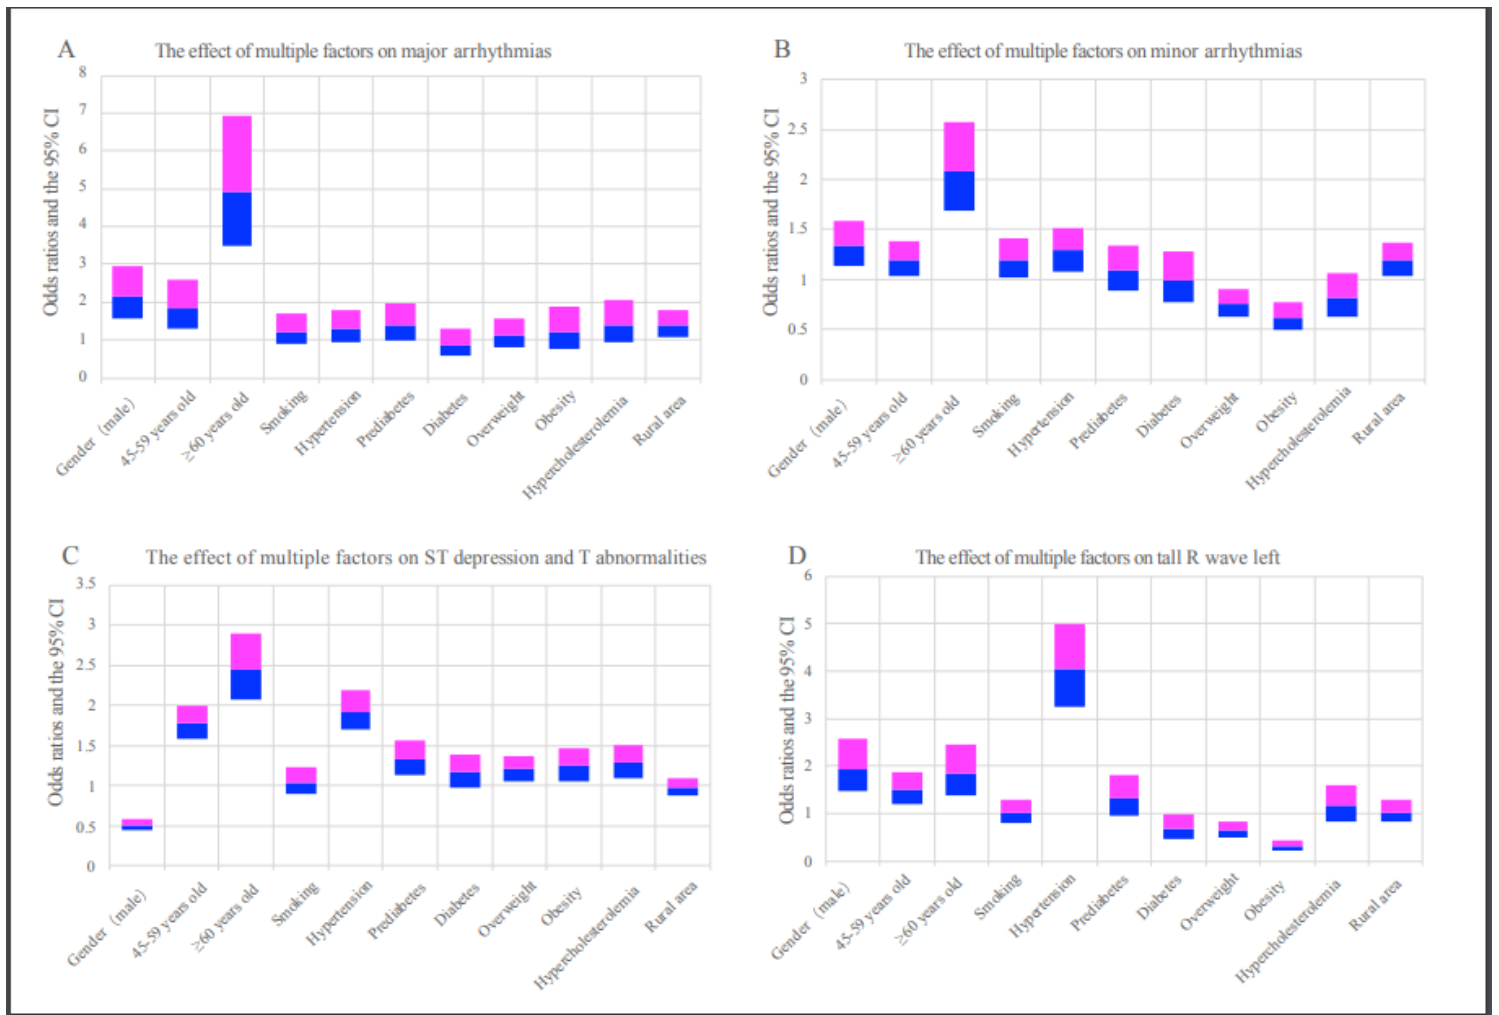 A
The effect of multiple factors on major arrhythmias
Odds ratios and the 95% CI
8
7
6
5
4
3
2
1
0
Gender（male）
45-59 years old
≥60 years old
Smoking
Hypertension
Prediabetes
Diabetes
Overweight
Obesity
Hypercholesterolemia
Rural area
B
The effect of multiple factors on minor arrhythmias
Odds ratios and the 95% CI
3
2.5
2
1.5
1
0.5
0
Gender（male）
45-59 years old
≥60 years old
Smoking
Hypertension
Prediabetes
Diabetes
Overweight
Obesity
Hypercholesterolemia
Rural area
C
The effect of multiple factors on ST depression and T abnormalities
Odds ratios and the 95% CI
3.5
3
2.5
2
1.5
1
0.5
0
Gender（male）
45-59 years old
≥60 years old
Smoking
Hypertension
Prediabetes
Diabetes
Overweight
Obesity
Hypercholesterolemia
Rural area
D
The effect of multiple factors on tall R wave left
Odds ratios and the 95% CI
6
5
4
3
2
1
0
Gender（male）
45-59 years old
≥60 years old
Smoking
Hypertension
Prediabetes
Diabetes
Overweight
Obesity
Hypercholesterolemia
Rural area